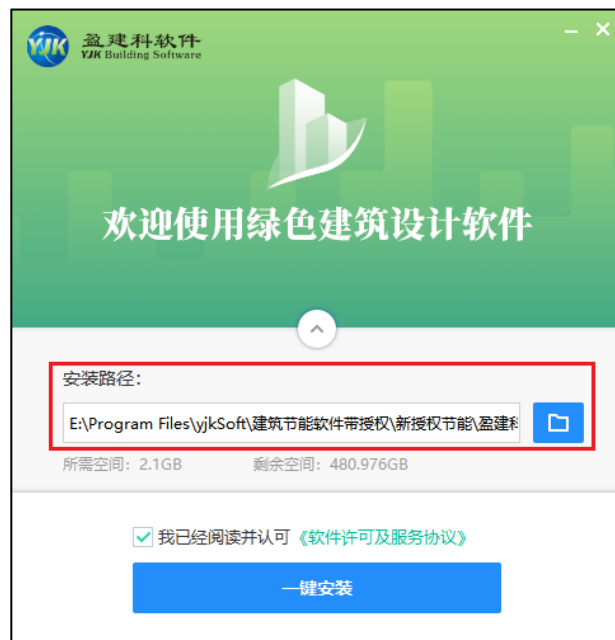 YJK
盈建科软件
YJK Building Software
欢迎使用绿色建筑设计软件
安装路径：
E:\Program Files\yjkSoft\建筑节能软件带授权\新授权节能\盈建科
所需空间：2.1GB 剩余空间：480.976GB
我已经阅读并认可《软件许可及服务协议》
一键安装